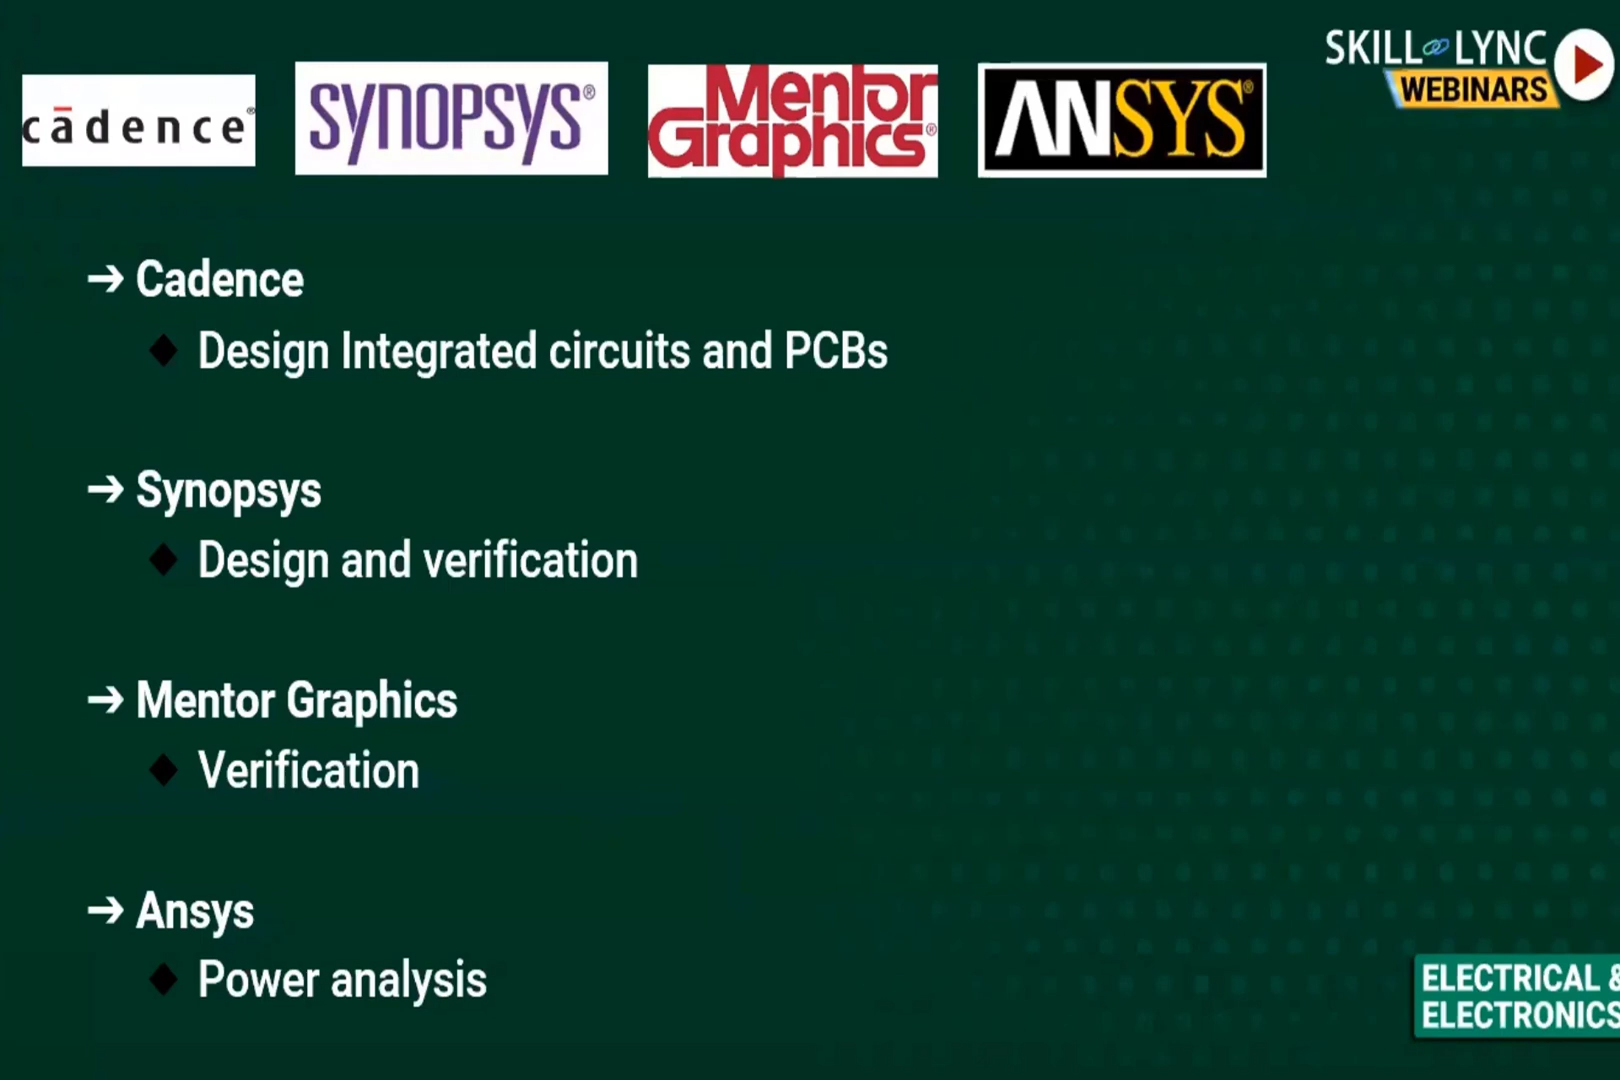 cādence®
SYNOPSYS®
Mentor
Graphics®
ANSYS®
SKILL LYNC
WEBINARS
➔ Cadence
◆ Design Integrated circuits and PCBs
➔ Synopsys
◆ Design and verification
➔ Mentor Graphics
◆ Verification
➔ Ansys
◆ Power analysis
ELECTRICAL &
ELECTRONICS